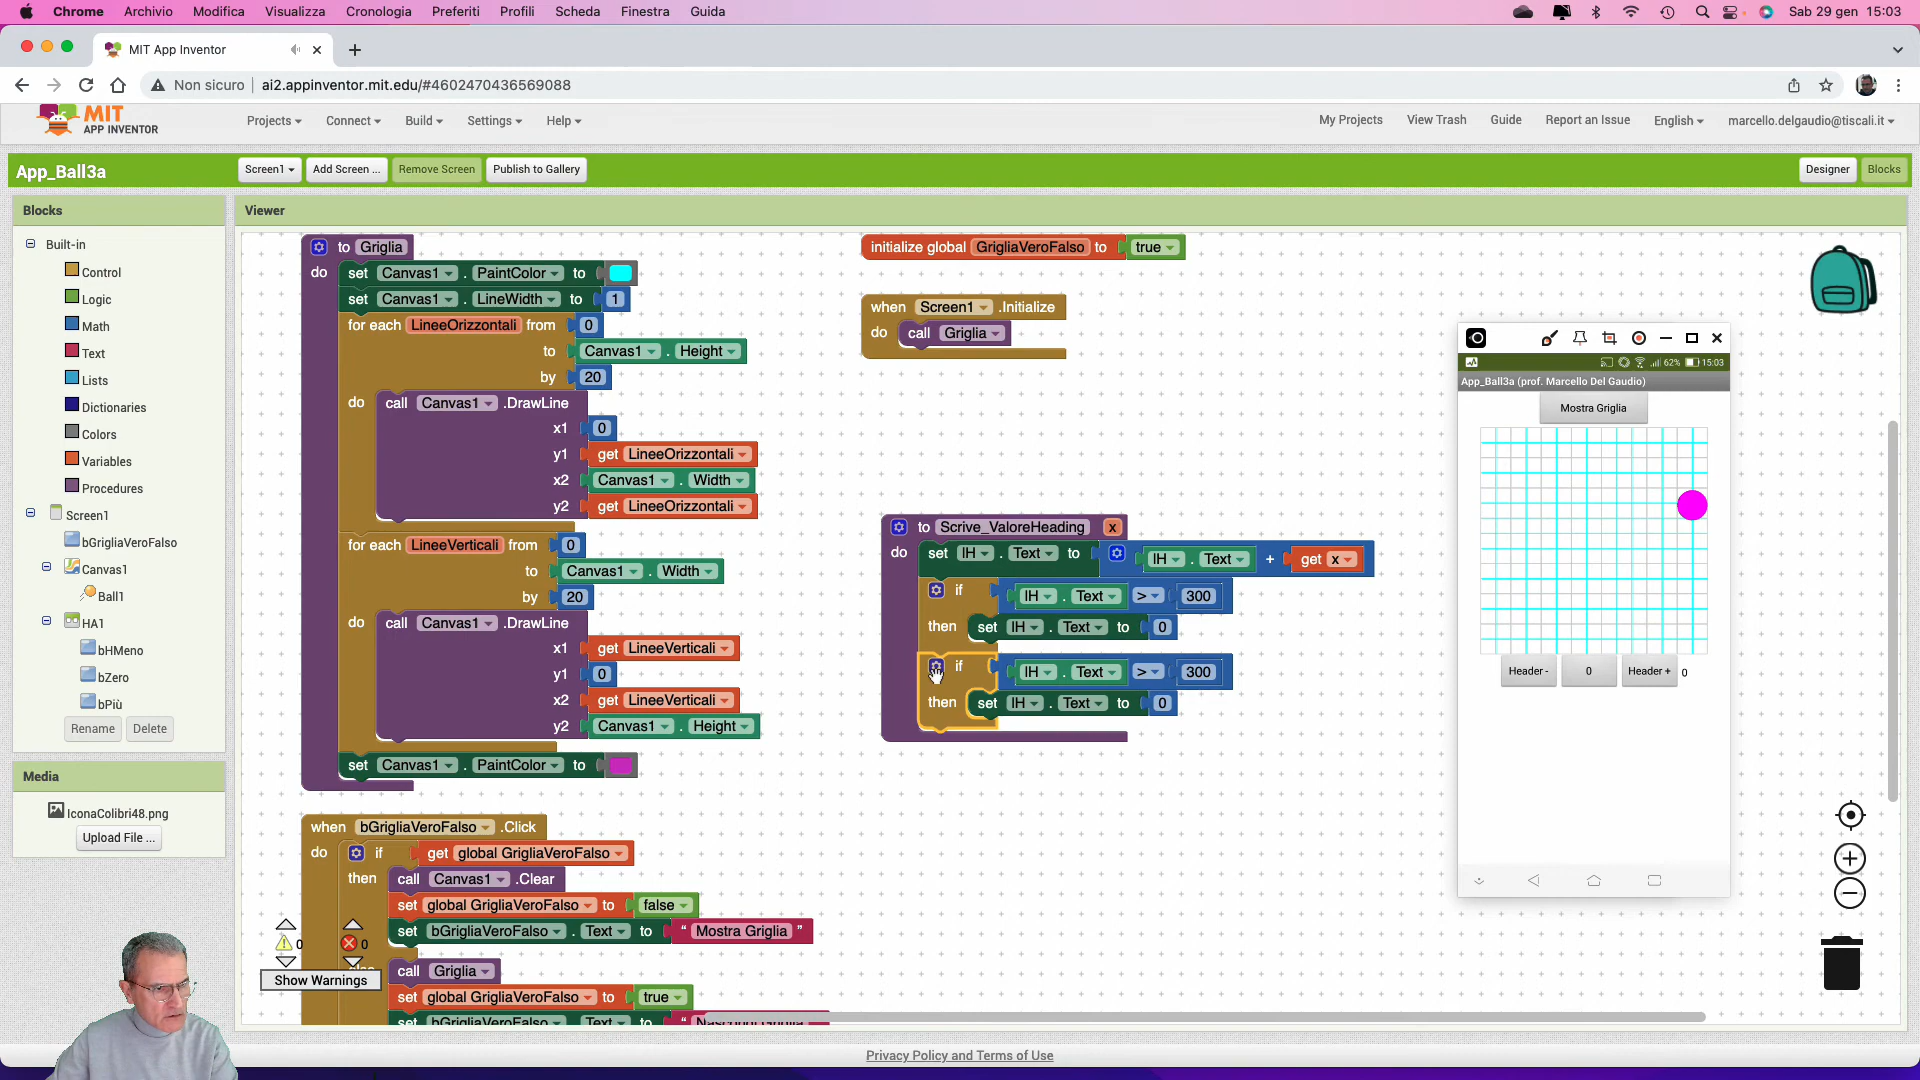 Chrome Archivio Modifica Visualizza Cronologia Preferiti Profili Scheda Finestra Guida Sab 29 gen 15:03
MIT App Inventor
Non sicuro ai2.appinventor.mit.edu/#4602470436569088
MIT
APP INVENTOR
Projects Connect Build Settings Help My Projects View Trash Guide Report an Issue English marcello.delgaudio@tiscali.it
App_Ball3a Screen1 Add Screen ... Remove Screen Publish to Gallery Designer Blocks
Blocks
Viewer
Built-in
Control
Logic
Math
Text
Lists
Dictionaries
Colors
Variables
Procedures
Screen1
bGrigliaVeroFalso
Canvas1
Ball1
HA1
bHMeno
bZero
bPiù
Rename Delete
Media
IconaColibri48.png
Upload File ...
to Griglia
do set Canvas1 . PaintColor to
set Canvas1 . LineWidth to 1
for each LineeOrizzontali from 0
to Canvas1 . Height
by 20
do call Canvas1 .DrawLine
x1 0
y1 get LineeOrizzontali
x2 Canvas1 . Width
y2 get LineeOrizzontali
for each LineeVerticali from 0
to Canvas1 . Width
by 20
do call Canvas1 .DrawLine
x1 get LineeVerticali
y1 0
x2 get LineeVerticali
y2 Canvas1 . Height
set Canvas1 . PaintColor to
when bGrigliaVeroFalso .Click
do if get global GrigliaVeroFalso
then call Canvas1 .Clear
set global GrigliaVeroFalso to false
set bGrigliaVeroFalso . Text to “ Mostra Griglia ”
call Griglia
set global GrigliaVeroFalso to true
set bGrigliaVeroFalso . Text to “ Nascondi Griglia
0 0
Show Warnings
initialize global GrigliaVeroFalso to true
when Screen1 .Initialize
do call Griglia
to Scrive_ValoreHeading x
do set lH . Text to lH . Text + get x
if lH . Text > 300
then set lH . Text to 0
if lH . Text > 300
then set lH . Text to 0
62% 15:03
App_Ball3a (prof. Marcello Del Gaudio)
Mostra Griglia
Header - 0 Header + 0
Privacy Policy and Terms of Use